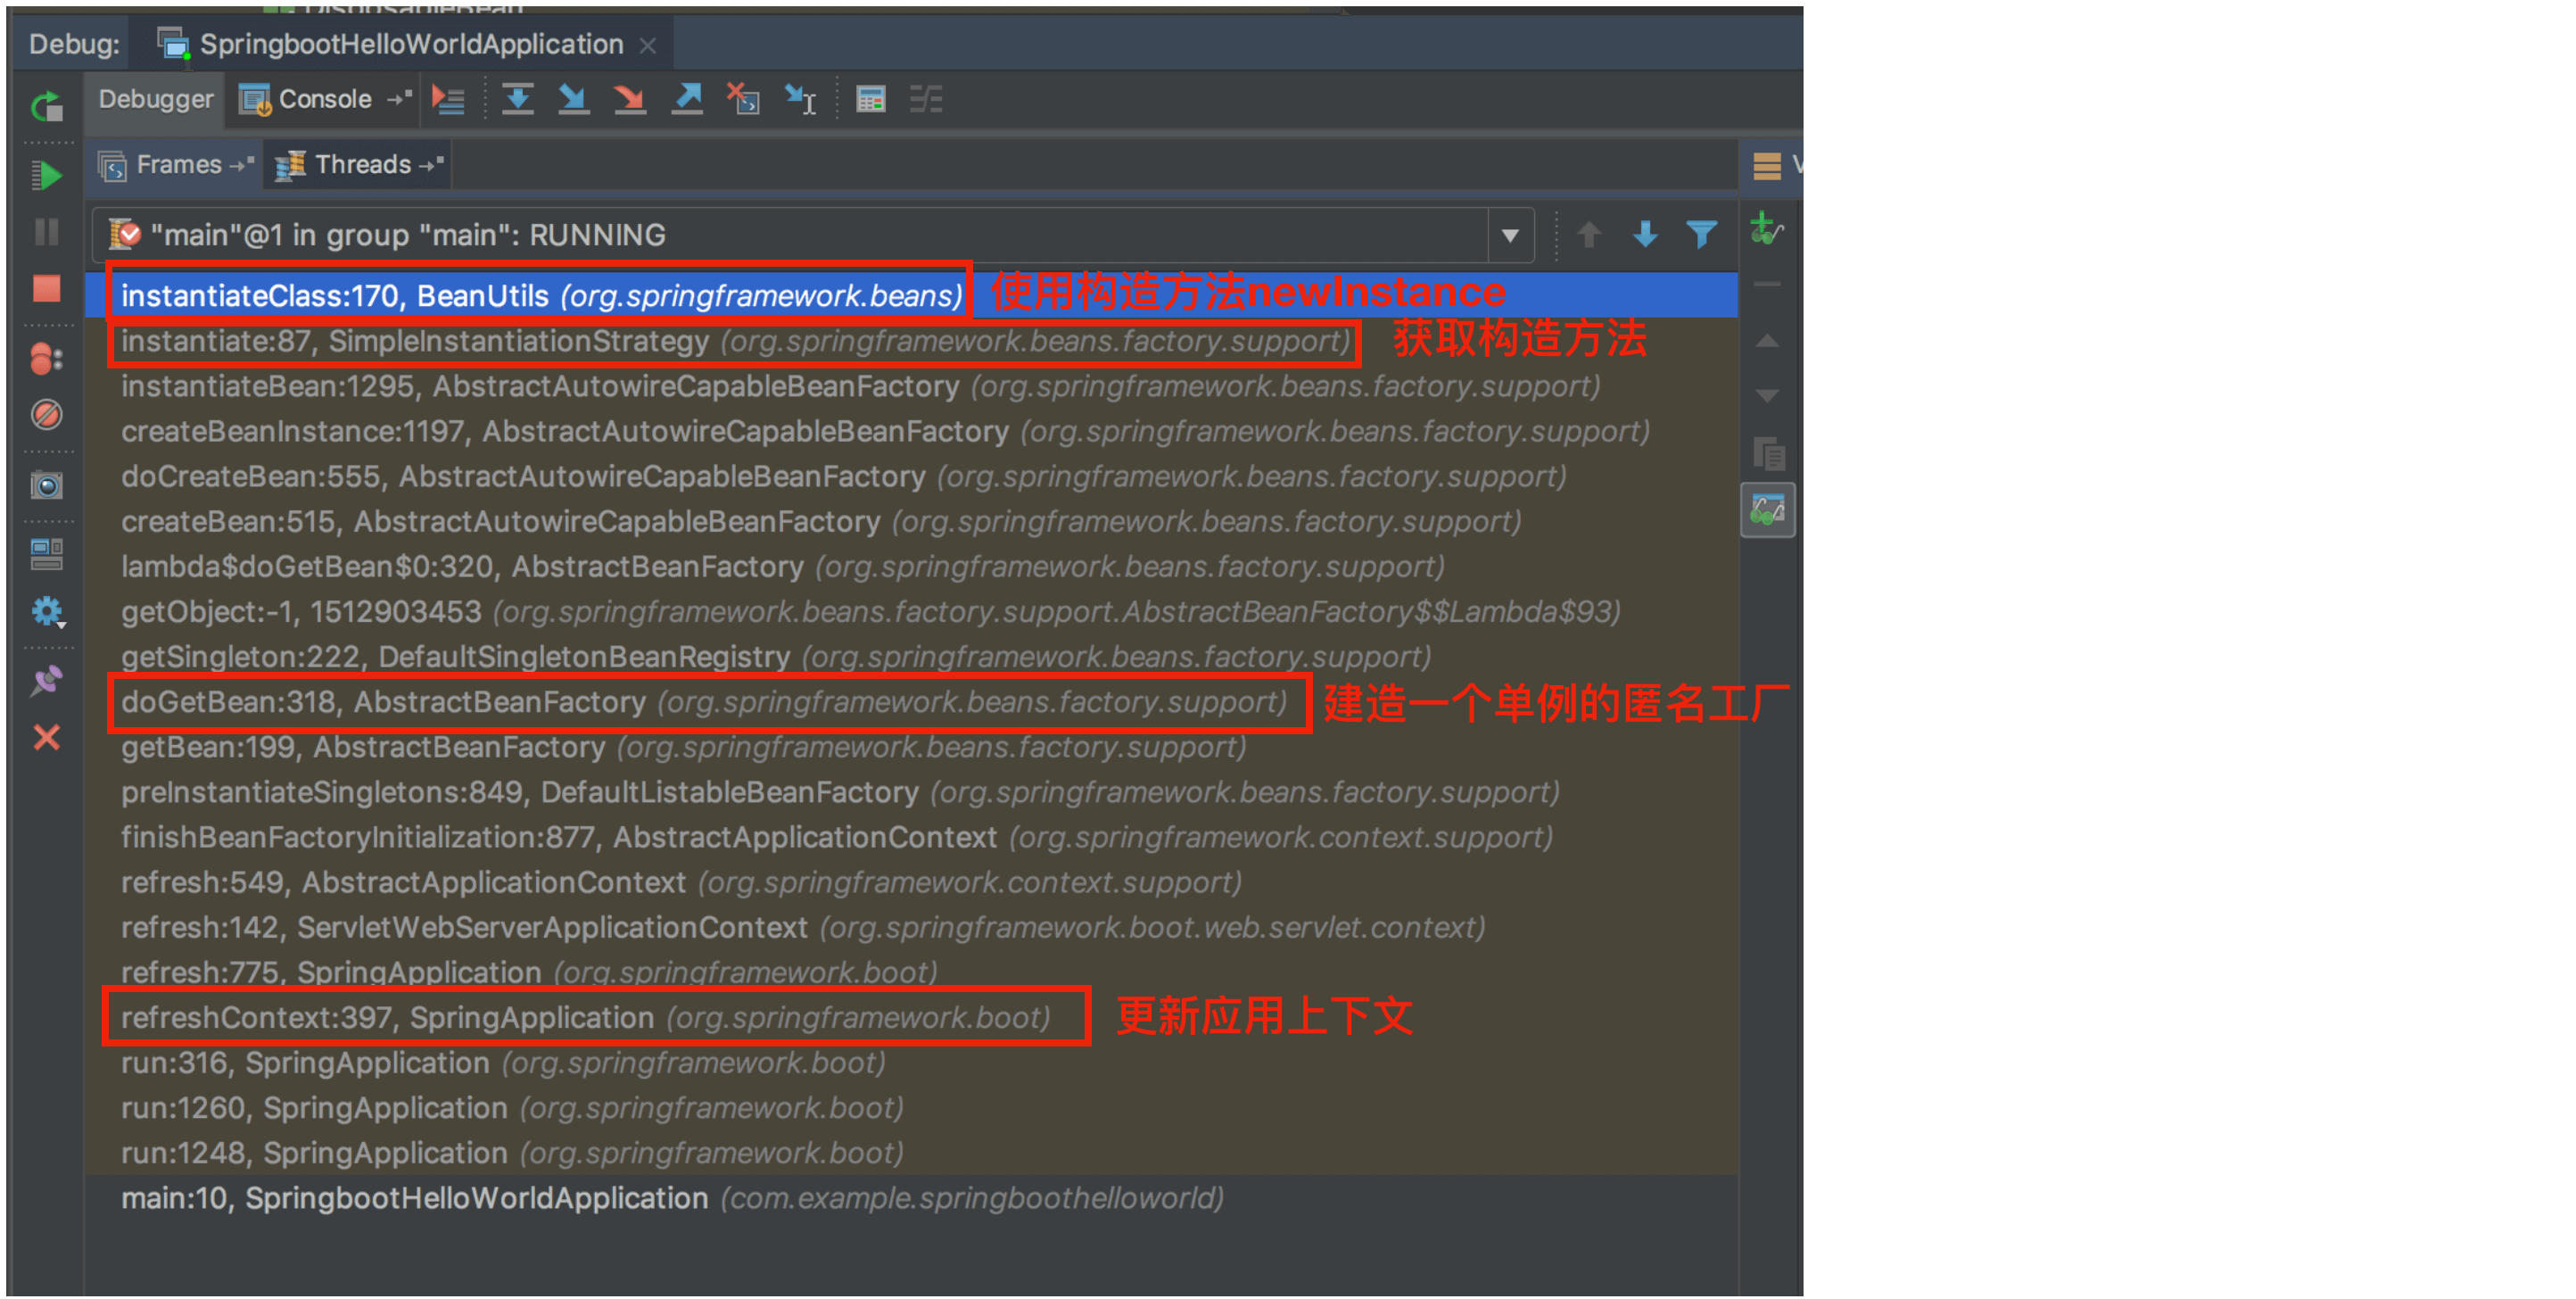 DisposableBean
Debug: SpringbootHelloWorldApplication
Debugger Console
Frames Threads
"main"@1 in group "main": RUNNING
instantiateClass:170, BeanUtils (org.springframework.beans) 使用构造方法newInstance
instantiate:87, SimpleInstantiationStrategy (org.springframework.beans.factory.support) 获取构造方法
instantiateBean:1295, AbstractAutowireCapableBeanFactory (org.springframework.beans.factory.support)
createBeanInstance:1197, AbstractAutowireCapableBeanFactory (org.springframework.beans.factory.support)
doCreateBean:555, AbstractAutowireCapableBeanFactory (org.springframework.beans.factory.support)
createBean:515, AbstractAutowireCapableBeanFactory (org.springframework.beans.factory.support)
lambda$doGetBean$0:320, AbstractBeanFactory (org.springframework.beans.factory.support)
getObject:-1, 1512903453 (org.springframework.beans.factory.support.AbstractBeanFactory$$Lambda$93)
getSingleton:222, DefaultSingletonBeanRegistry (org.springframework.beans.factory.support)
doGetBean:318, AbstractBeanFactory (org.springframework.beans.factory.support) 建造一个单例的匿名工厂
getBean:199, AbstractBeanFactory (org.springframework.beans.factory.support)
preInstantiateSingletons:849, DefaultListableBeanFactory (org.springframework.beans.factory.support)
finishBeanFactoryInitialization:877, AbstractApplicationContext (org.springframework.context.support)
refresh:549, AbstractApplicationContext (org.springframework.context.support)
refresh:142, ServletWebServerApplicationContext (org.springframework.boot.web.servlet.context)
refresh:775, SpringApplication (org.springframework.boot)
refreshContext:397, SpringApplication (org.springframework.boot) 更新应用上下文
run:316, SpringApplication (org.springframework.boot)
run:1260, SpringApplication (org.springframework.boot)
run:1248, SpringApplication (org.springframework.boot)
main:10, SpringbootHelloWorldApplication (com.example.springboothelloworld)